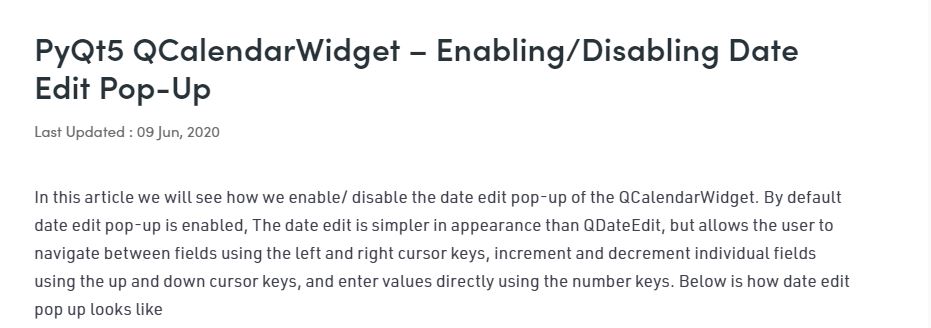 PyQt5 QCalendarWidget – Enabling/Disabling Date
Edit Pop-Up
Last Updated : 09 Jun, 2020
In this article we will see how we enable/ disable the date edit pop-up of the QCalendarWidget. By default
date edit pop-up is enabled, The date edit is simpler in appearance than QDateEdit, but allows the user to
navigate between fields using the left and right cursor keys, increment and decrement individual fields
using the up and down cursor keys, and enter values directly using the number keys. Below is how date edit
pop up looks like